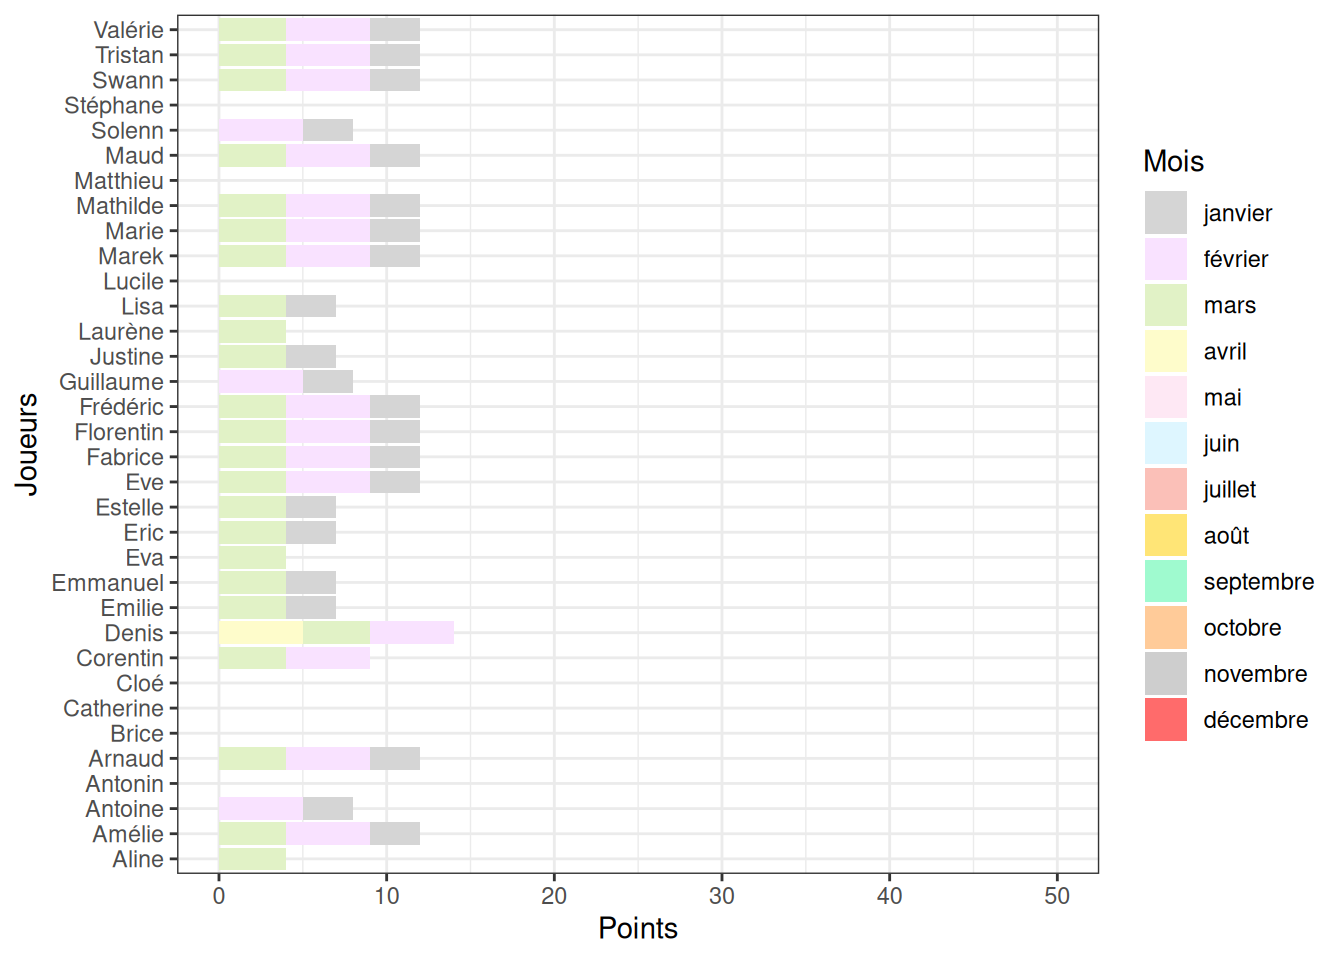 Joueurs
Valérie
Tristan
Swann
Stéphane
Solenn
Maud
Matthieu
Mathilde
Marie
Marek
Lucile
Lisa
Laurène
Justine
Guillaume
Frédéric
Florentin
Fabrice
Eve
Estelle
Eric
Eva
Emmanuel
Emilie
Denis
Corentin
Cloé
Catherine
Brice
Arnaud
Antonin
Antoine
Amélie
Aline
0 10 20 30 40 50
Points
Mois
janvier
février
mars
avril
mai
juin
juillet
août
septembre
octobre
novembre
décembre